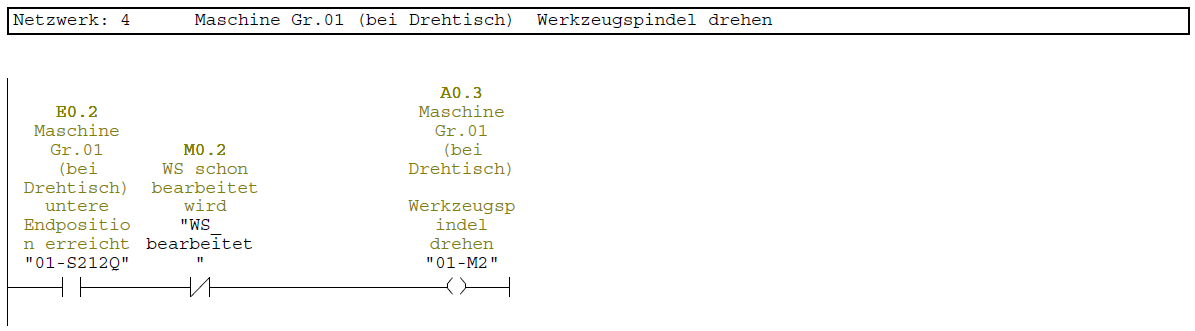 Netzwerk: 4 Maschine Gr.01 (bei Drehtisch) Werkzeugspindel drehen
E0.2
Maschine
Gr.01
(bei
Drehtisch)
untere
Endpositio
n erreicht
"01-S212Q"
M0.2
WS schon
bearbeitet
wird
"WS_
bearbeitet
"
A0.3
Maschine
Gr.01
(bei
Drehtisch)
Werkzeugsp
indel
drehen
"01-M2"